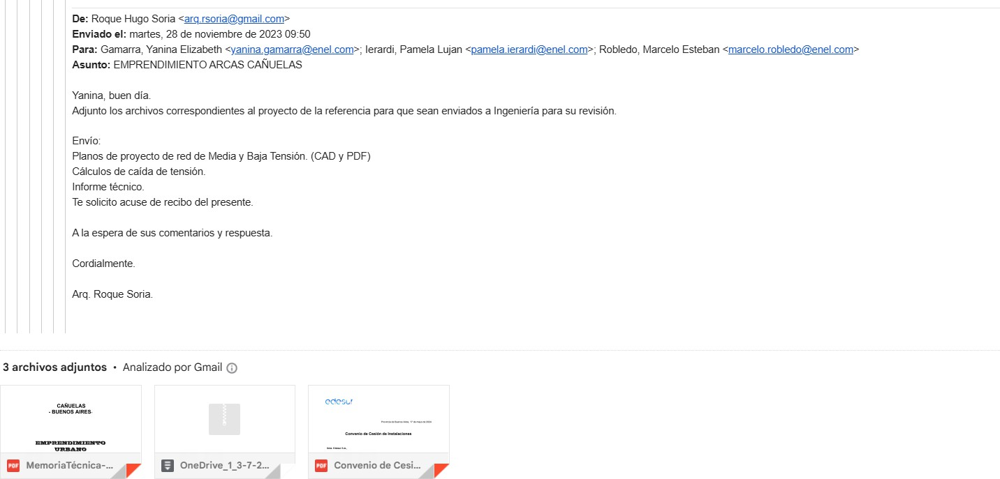 De: Roque Hugo Soria <arq.rsoria@gmail.com>
Enviado el: martes, 28 de noviembre de 2023 09:50
Para: Gamarra, Yanina Elizabeth <yanina.gamarra@enel.com>; Ierardi, Pamela Lujan <pamela.ierardi@enel.com>; Robledo, Marcelo Esteban <marcelo.robledo@enel.com>
Asunto: EMPRENDIMIENTO ARCAS CAÑUELAS
Yanina, buen día.
Adjunto los archivos correspondientes al proyecto de la referencia para que sean enviados a Ingeniería para su revisión.
Envío:
Planos de proyecto de red de Media y Baja Tensión. (CAD y PDF)
Cálculos de caída de tensión.
Informe técnico.
Te solicito acuse de recibo del presente.
A la espera de sus comentarios y respuesta.
Cordialmente.
Arq. Roque Soria.
3 archivos adjuntos • Analizado por Gmail
CAÑUELAS
- BUENOS AIRES-
EMPRENDIMIENTO
URBANO
PDF MemoriaTécnica-...
OneDrive_1_3-7-2...
edesur
Provincia de Buenos Aires, 17 de mayo de 2024
Convenio de Cesión de Instalaciones
Sres. Edesur S.A.,
PDF Convenio de Cesi...